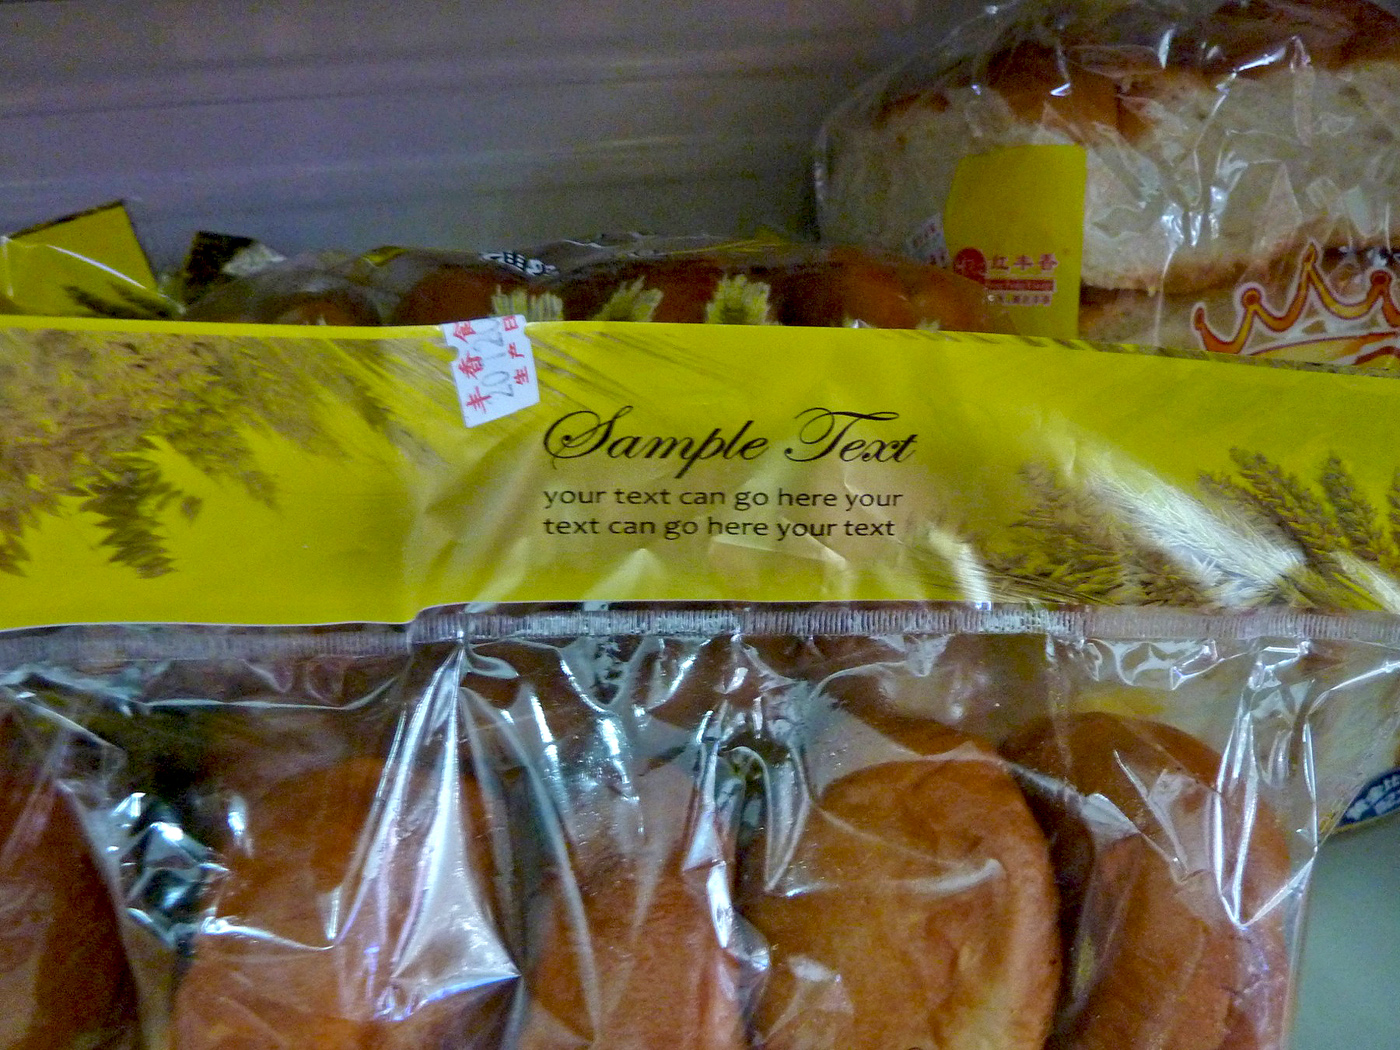 红丰香
丰香食
2012
生产日
Sample Text
your text can go here your
text can go here your text